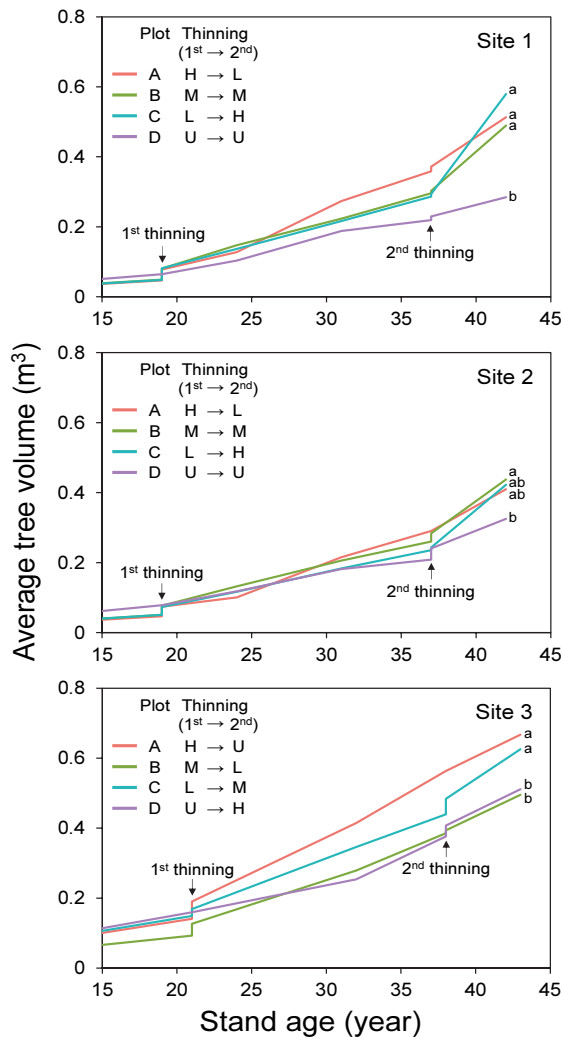 Average tree volume (m³)
Site 1
Plot Thinning
(1st → 2nd)
A H → L
B M → M
C L → H
D U → U
1st thinning
2nd thinning
a
a
a
b
0.8
0.6
0.4
0.2
0
15 20 25 30 35 40 45
Site 2
Plot Thinning
(1st → 2nd)
A H → L
B M → M
C L → H
D U → U
1st thinning
2nd thinning
a
ab
ab
b
0.8
0.6
0.4
0.2
0
15 20 25 30 35 40 45
Site 3
Plot Thinning
(1st → 2nd)
A H → U
B M → L
C L → M
D U → H
1st thinning
2nd thinning
a
a
b
b
0.8
0.6
0.4
0.2
0
15 20 25 30 35 40 45
Stand age (year)